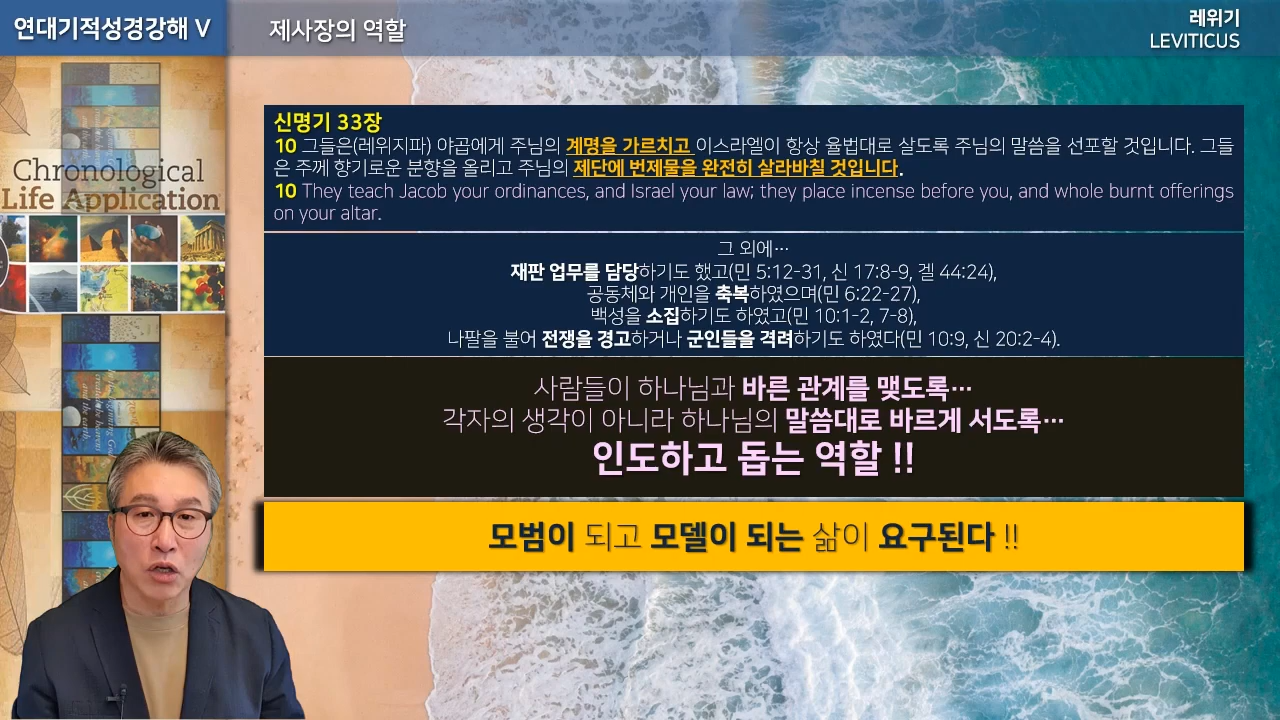 연대기적성경강해 V
제사장의 역할
레위기
LEVITICUS
Chronological
Life Application
신명기 33장
10 그들은(레위지파) 야곱에게 주님의 계명을 가르치고 이스라엘이 항상 율법대로 살도록 주님의 말씀을 선포할 것입니다. 그들
은 주께 향기로운 분향을 올리고 주님의 제단에 번제물을 완전히 살라바칠 것입니다.
10 They teach Jacob your ordinances, and Israel your law; they place incense before you, and whole burnt offerings
on your altar.
그 외에…
재판 업무를 담당하기도 했고(민 5:12-31, 신 17:8-9, 겔 44:24),
공동체와 개인을 축복하였으며(민 6:22-27),
백성을 소집하기도 하였고(민 10:1-2, 7-8),
나팔을 불어 전쟁을 경고하거나 군인들을 격려하기도 하였다(민 10:9, 신 20:2-4).
사람들이 하나님과 바른 관계를 맺도록…
각자의 생각이 아니라 하나님의 말씀대로 바르게 서도록…
인도하고 돕는 역할 !!
모범이 되고 모델이 되는 삶이 요구된다 !!